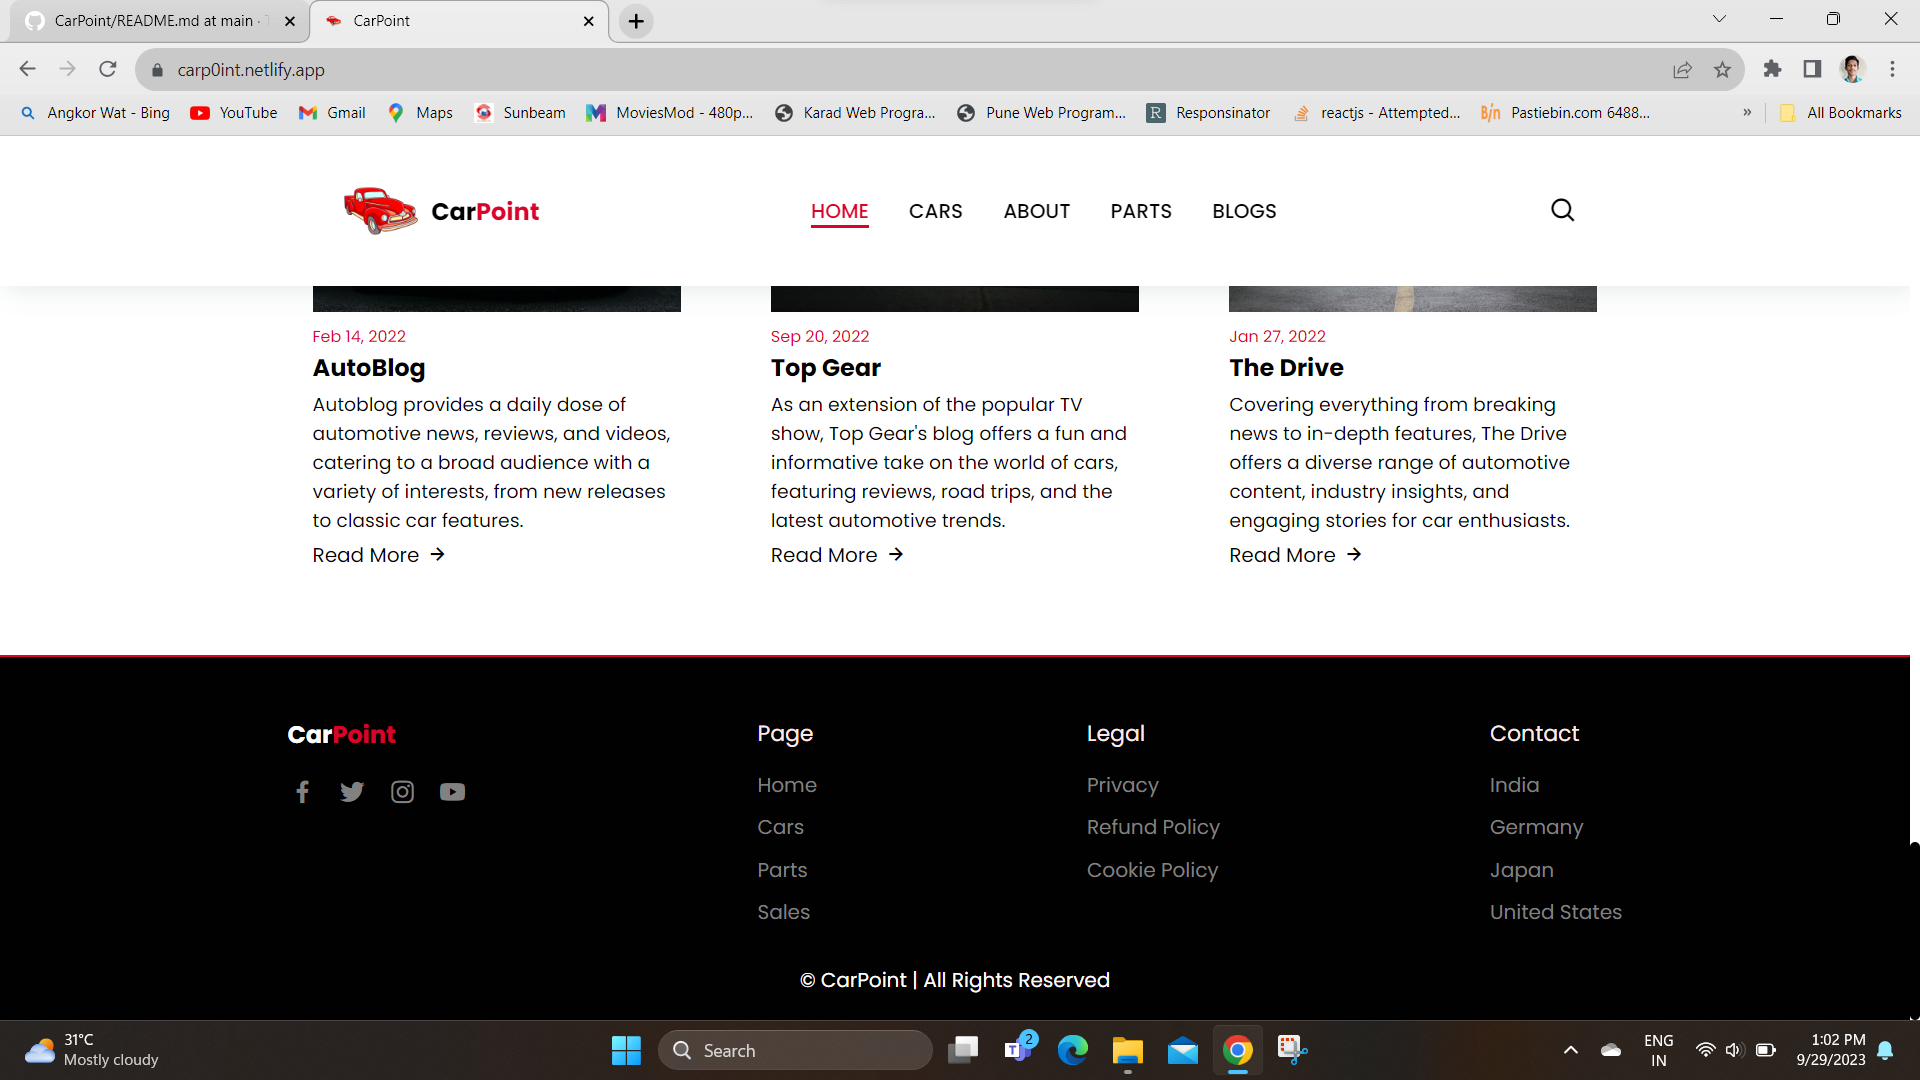 CarPoint/README.md at main ·
CarPoint
carp0int.netlify.app
Angkor Wat - Bing
YouTube
Gmail
Maps
Sunbeam
MoviesMod - 480p...
Karad Web Progra...
Pune Web Program...
R
Responsinator
reactjs - Attempted...
Bin
Pastiebin.com 6488...
»
All Bookmarks
CarPoint
HOME
CARS
ABOUT
PARTS
BLOGS
Feb 14, 2022
AutoBlog
Autoblog provides a daily dose of
automotive news, reviews, and videos,
catering to a broad audience with a
variety of interests, from new releases
to classic car features.
Read More →
Sep 20, 2022
Top Gear
As an extension of the popular TV
show, Top Gear's blog offers a fun and
informative take on the world of cars,
featuring reviews, road trips, and the
latest automotive trends.
Read More →
Jan 27, 2022
The Drive
Covering everything from breaking
news to in-depth features, The Drive
offers a diverse range of automotive
content, industry insights, and
engaging stories for car enthusiasts.
Read More →
CarPoint
Page
Home
Cars
Parts
Sales
Legal
Privacy
Refund Policy
Cookie Policy
Contact
India
Germany
Japan
United States
© CarPoint | All Rights Reserved
31°C
Mostly cloudy
Search
T
2
ENG
IN
1:02 PM
9/29/2023